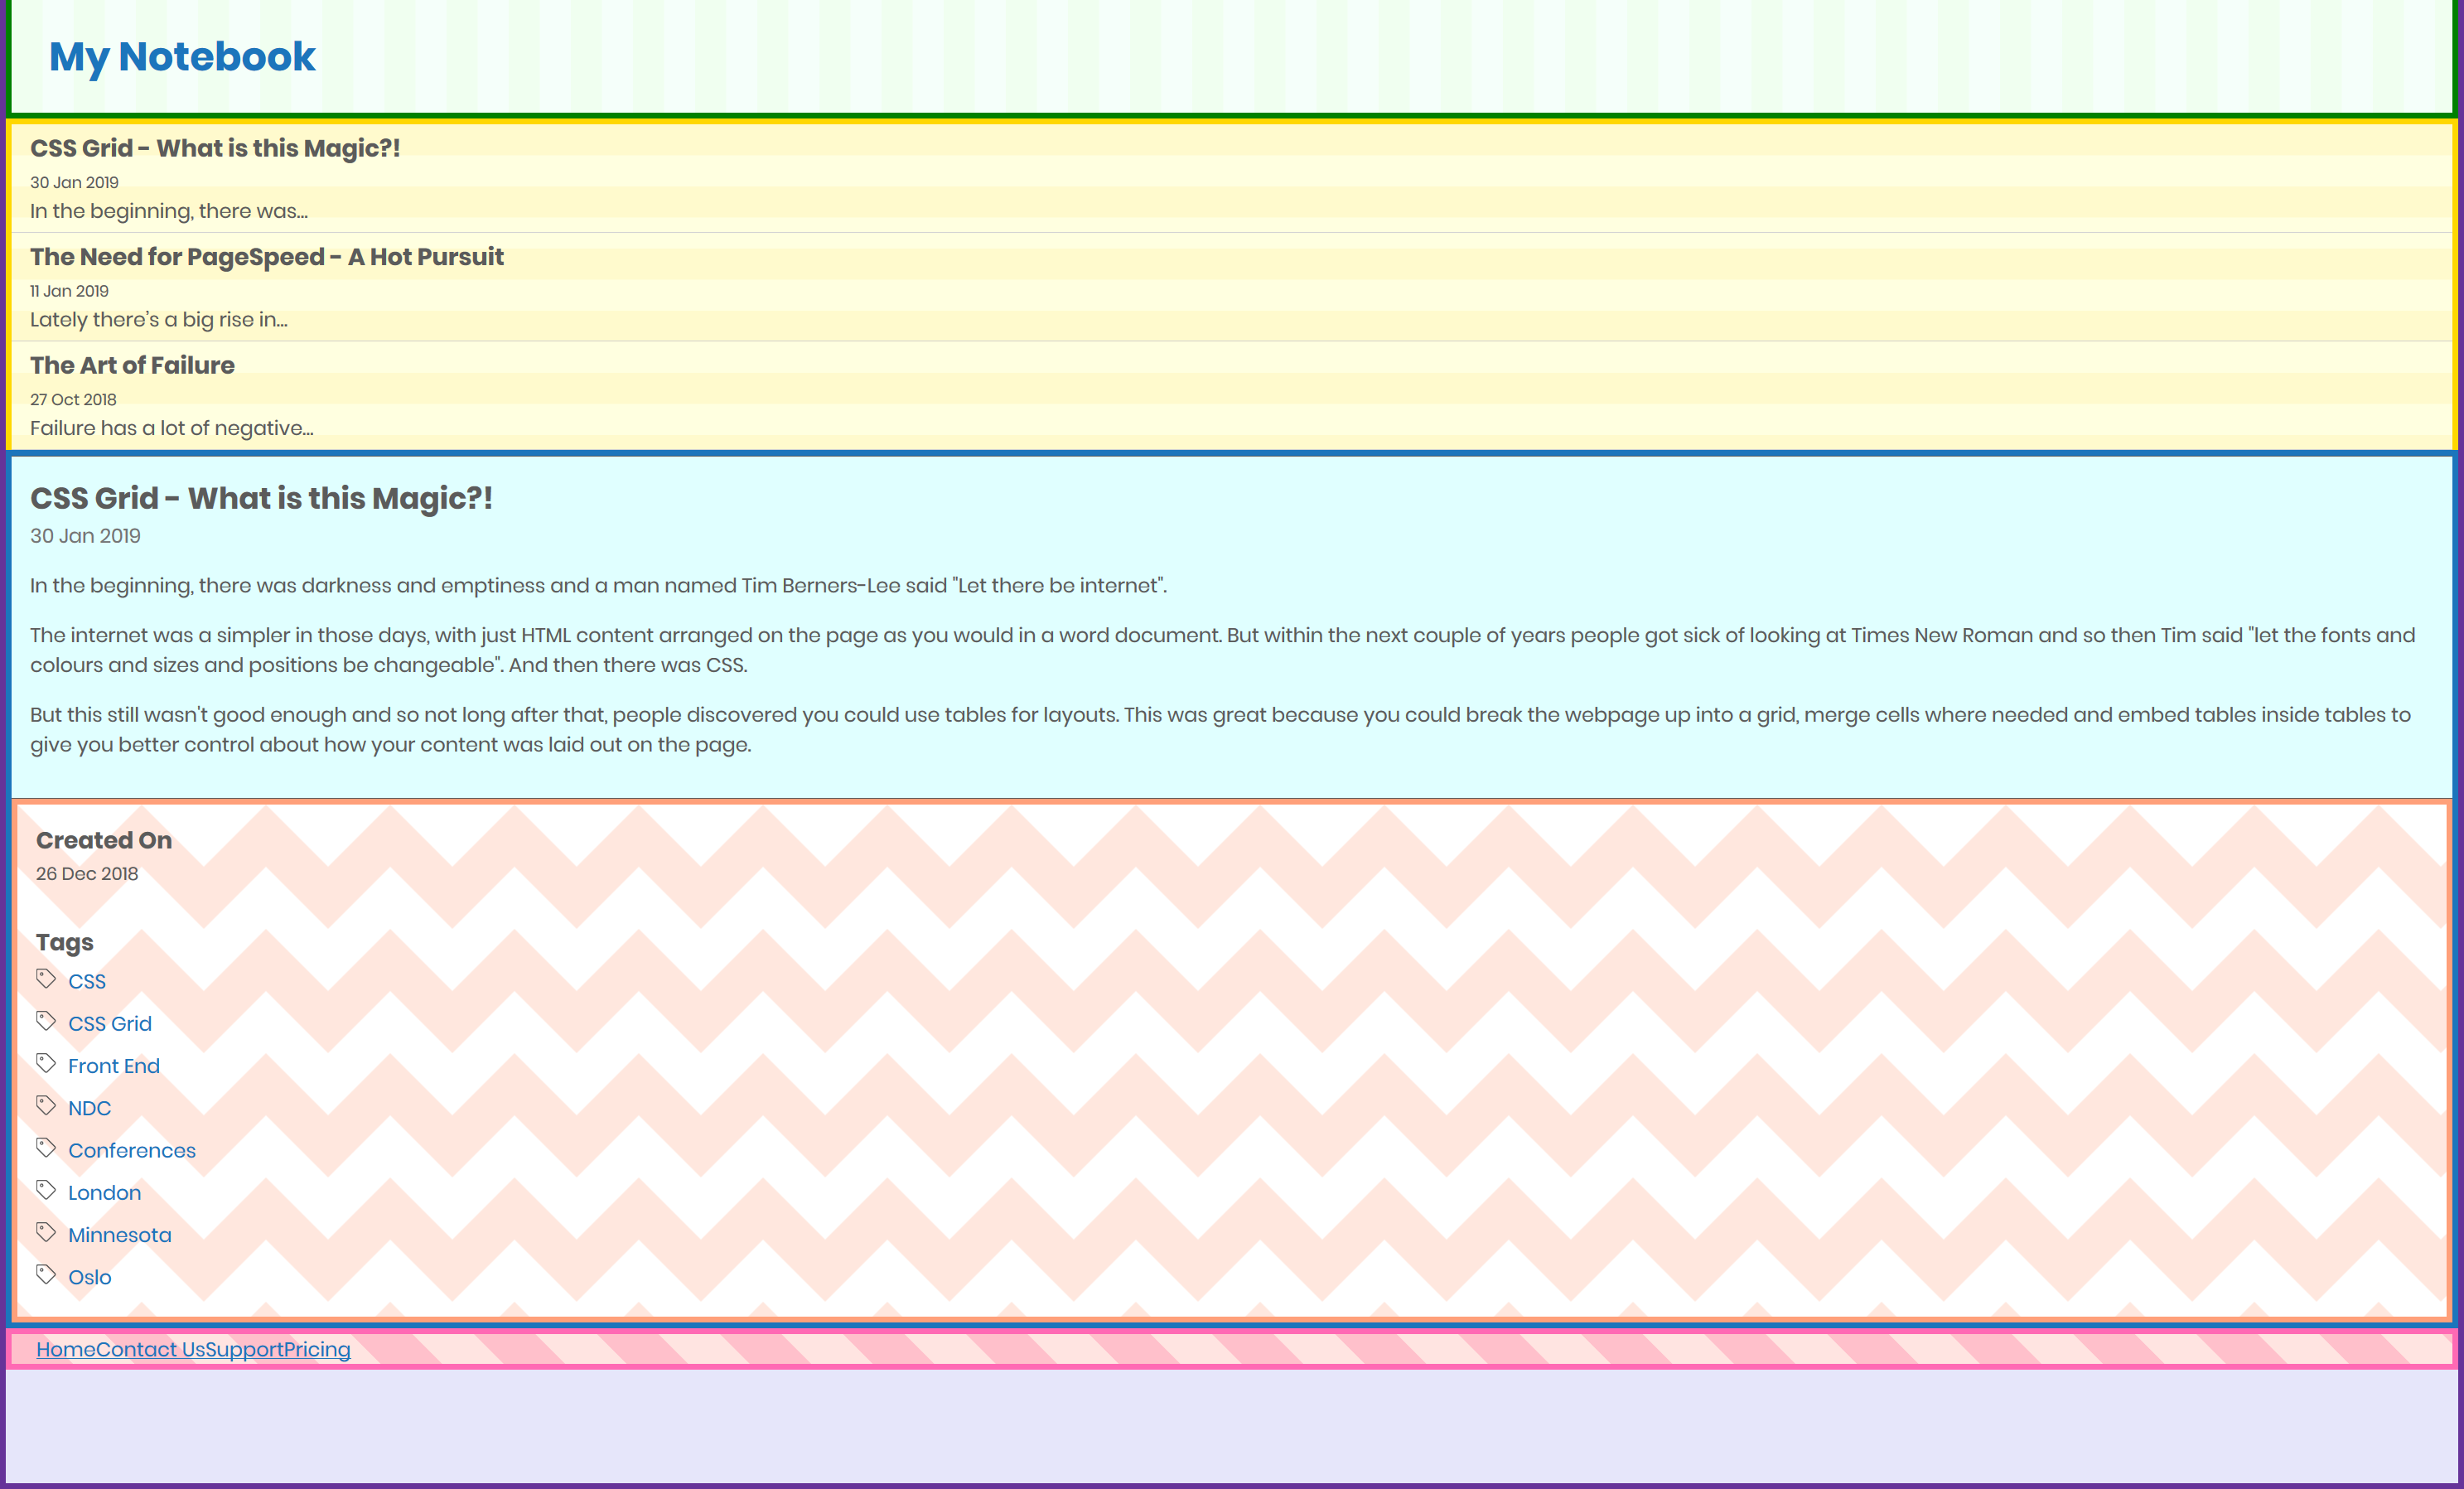 My Notebook
CSS Grid - What is this Magic?!
30 Jan 2019
In the beginning, there was...
The Need for PageSpeed - A Hot Pursuit
11 Jan 2019
Lately there's a big rise in...
The Art of Failure
27 Oct 2018
Failure has a lot of negative...
CSS Grid - What is this Magic?!
30 Jan 2019
In the beginning, there was darkness and emptiness and a man named Tim Berners-Lee said "Let there be internet".
The internet was a simpler in those days, with just HTML content arranged on the page as you would in a word document. But within the next couple of years people got sick of looking at Times New Roman and so then Tim said "let the fonts and
colours and sizes and positions be changeable". And then there was CSS.
But this still wasn't good enough and so not long after that, people discovered you could use tables for layouts. This was great because you could break the webpage up into a grid, merge cells where needed and embed tables inside tables to
give you better control about how your content was laid out on the page.
Created On
26 Dec 2018
Tags
CSS
CSS Grid
Front End
NDC
Conferences
London
Minnesota
Oslo
HomeContact UsSupportPricing